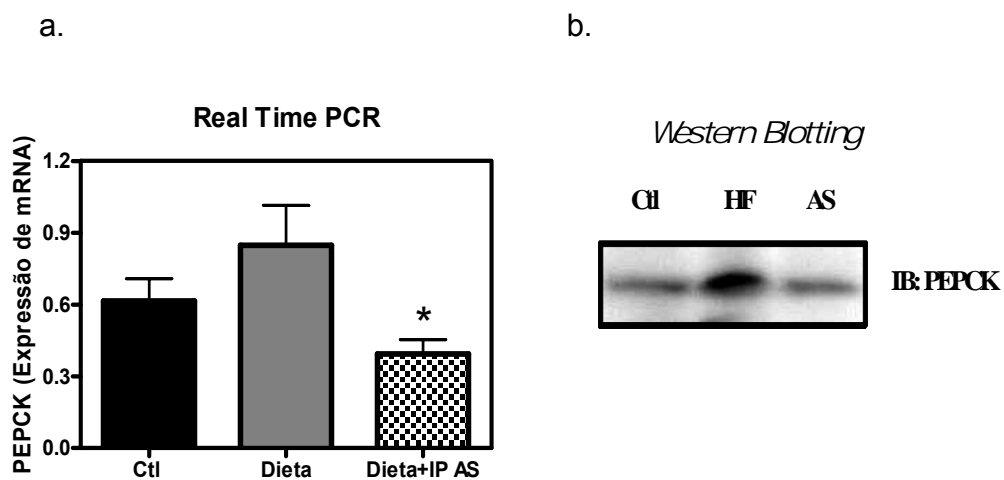 a.
b.
Real Time PCR
PEPCK (Expressão de mRNA)
1.2
0.9
0.6
0.3
0.0
*
Ctl
Dieta
Dieta+IP AS
Western Blotting
Ctl HF AS
IB: PEPCK